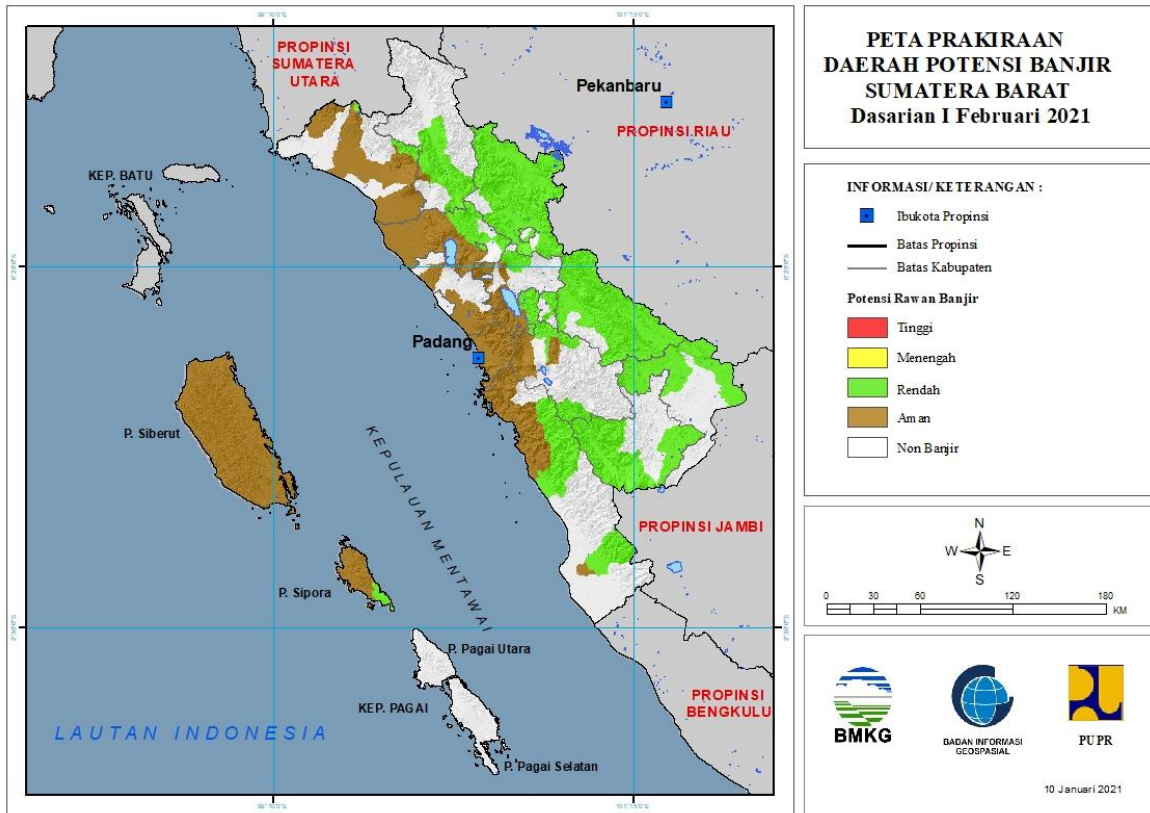 PROPINSI
SUMATERA
UTARA
Pekanbaru
PROPINSI RIAU
KEP. BATU
Padang
P. Siberut
KEPULAUAN MENTAWAI
PROPINSI JAMBI
P. Sipora
P. Pagai Utara
KEP. PAGAI
PROPINSI
BENGKULU
LAUTAN INDONESIA
P. Pagai Selatan
PETA PRAKIRAAN
DAERAH POTENSI BANJIR
SUMATERA BARAT
Dasarian I Februari 2021
INFORMASI/ KETERANGAN :
Ibukota Propinsi
Batas Propinsi
Batas Kabupaten
Potensi Rawan Banjir
Tinggi
Menengah
Rendah
Aman
Non Banjir
N
W E
S
0 30 60 120 180
KM
BMKG
BADAN INFORMASI
GEOSPASIAL
PUPR
10 Januari 2021